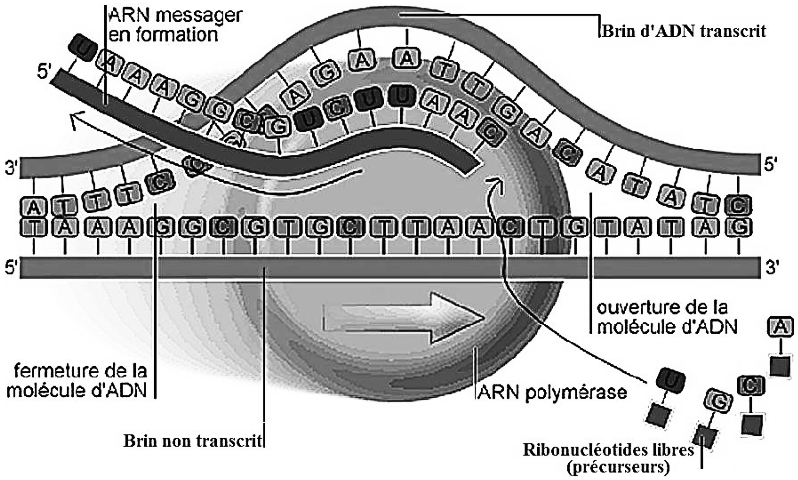 ARN messager
en formation
Brin d'ADN transcrit
U A A A G G C G U C U U A A C
5'
A G A A T T G A C A T A T C
3'
5'
A T T T C C
T A A A G G C G T G C T T A A C T G T A T A G
5'
3'
ouverture de la
molécule d'ADN
A
fermeture de la
molécule d'ADN
ARN polymérase
U G C
Brin non transcrit
Ribonucléotides libres
(précurseurs)